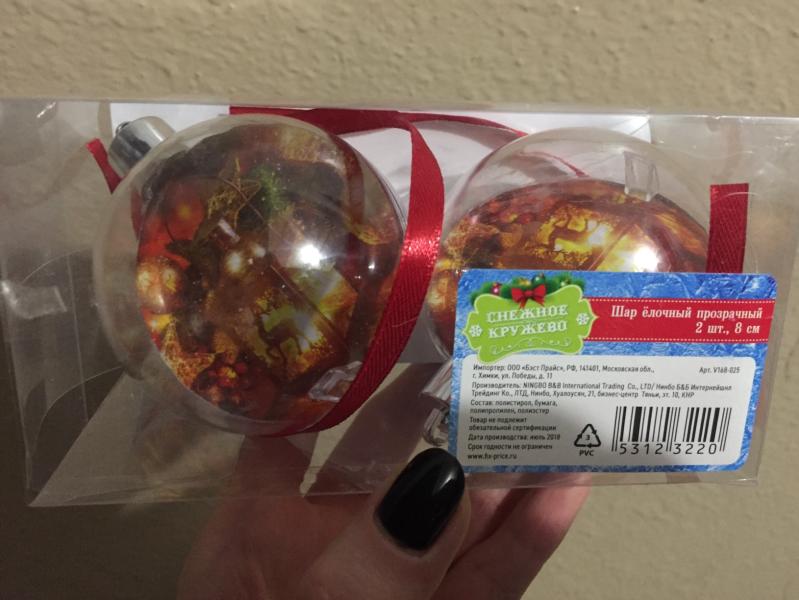 СНЕЖНОЕ
КРУЖЕВО
Шар ёлочный прозрачный
2 шт., 8 см
Импортер: ООО «Бэст Прайс», РФ, 141401, Московская обл., Арт. V168-025
г. Химки, ул. Победы, д. 11
Производитель: NINGBO B&B International Trading Co., LTD/ Нинбо Б&Б Интернейшнл
Трейдинг Ко., ЛТД, Нинбо, Хуалоусян, 21, бизнес-центр Тяньи, эт. 10, КНР
Состав: полистирол, бумага,
полипропилен, полиэстер
Товар не подлежит
обязательной сертификации
Дата производства: июль 2018
Срок годности не ограничен
www.fix-price.ru
3
PVC
5312 3220